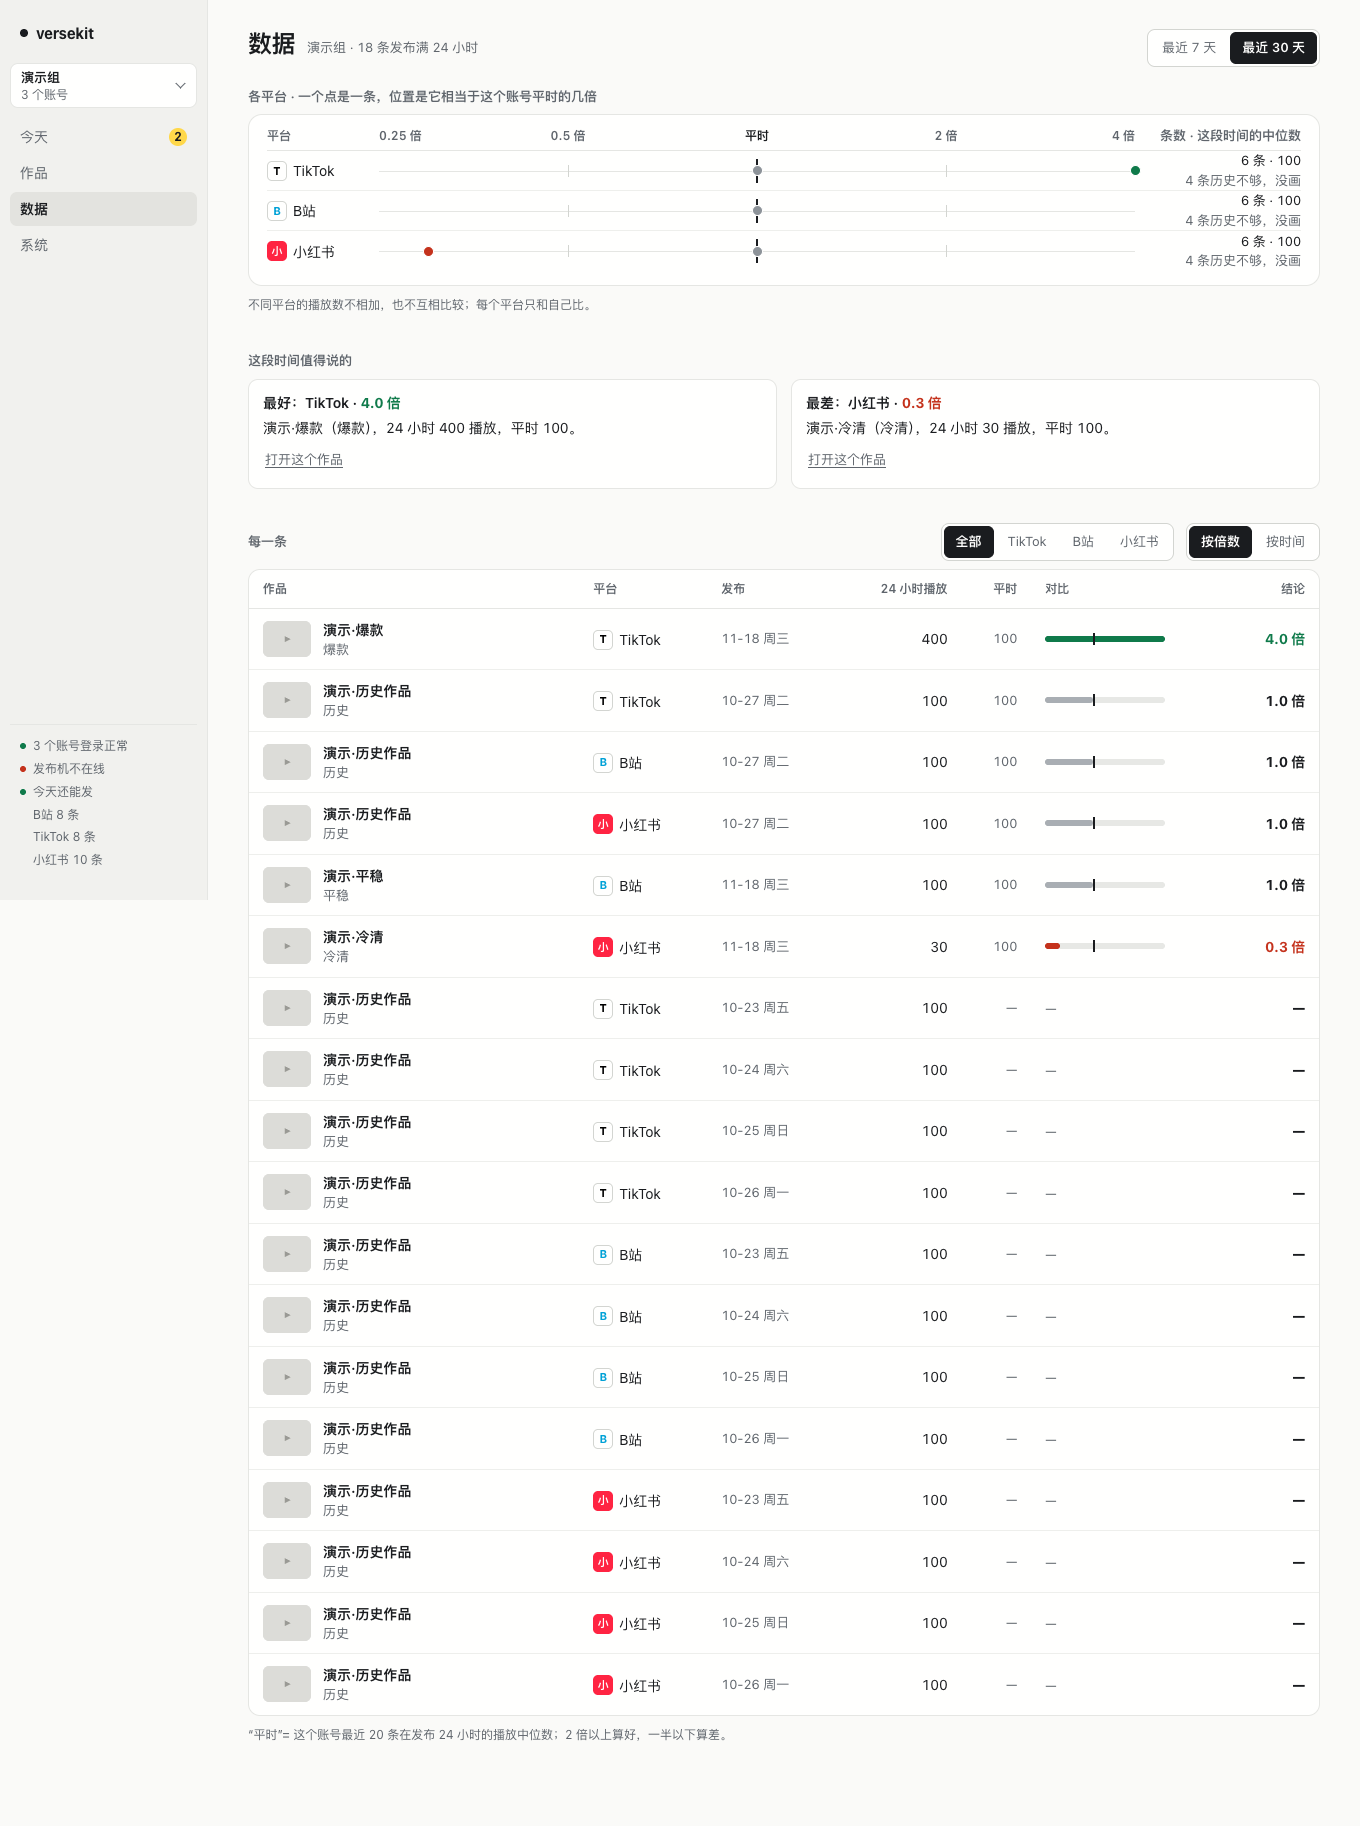 versekit
演示组
3 个账号
今天 2
作品
数据
系统
3 个账号登录正常
发布机不在线
今天还能发
B站 8 条
TikTok 8 条
小红书 10 条
数据 演示组 · 18 条发布满 24 小时 最近 7 天 最近 30 天
各平台 · 一个点是一条，位置是它相当于这个账号平时的几倍
平台 0.25 倍 0.5 倍 平时 2 倍 4 倍 条数 · 这段时间的中位数
T TikTok 6 条 · 100
4 条历史不够，没画
B B站 6 条 · 100
4 条历史不够，没画
小 小红书 6 条 · 100
4 条历史不够，没画
不同平台的播放数不相加，也不互相比较；每个平台只和自己比。
这段时间值得说的
最好：TikTok · 4.0 倍
演示·爆款（爆款），24 小时 400 播放，平时 100。
打开这个作品
最差：小红书 · 0.3 倍
演示·冷清（冷清），24 小时 30 播放，平时 100。
打开这个作品
每一条 全部 TikTok B站 小红书 按倍数 按时间
作品 平台 发布 24 小时播放 平时 对比 结论
演示·爆款 T TikTok 11-18 周三 400 100 4.0 倍
爆款
演示·历史作品 T TikTok 10-27 周二 100 100 1.0 倍
历史
演示·历史作品 B B站 10-27 周二 100 100 1.0 倍
历史
演示·历史作品 小 小红书 10-27 周二 100 100 1.0 倍
历史
演示·平稳 B B站 11-18 周三 100 100 1.0 倍
平稳
演示·冷清 小 小红书 11-18 周三 30 100 0.3 倍
冷清
演示·历史作品 T TikTok 10-23 周五 100 — — —
历史
演示·历史作品 T TikTok 10-24 周六 100 — — —
历史
演示·历史作品 T TikTok 10-25 周日 100 — — —
历史
演示·历史作品 T TikTok 10-26 周一 100 — — —
历史
演示·历史作品 B B站 10-23 周五 100 — — —
历史
演示·历史作品 B B站 10-24 周六 100 — — —
历史
演示·历史作品 B B站 10-25 周日 100 — — —
历史
演示·历史作品 B B站 10-26 周一 100 — — —
历史
演示·历史作品 小 小红书 10-23 周五 100 — — —
历史
演示·历史作品 小 小红书 10-24 周六 100 — — —
历史
演示·历史作品 小 小红书 10-25 周日 100 — — —
历史
演示·历史作品 小 小红书 10-26 周一 100 — — —
历史
“平时”= 这个账号最近 20 条在发布 24 小时的播放中位数；2 倍以上算好，一半以下算差。